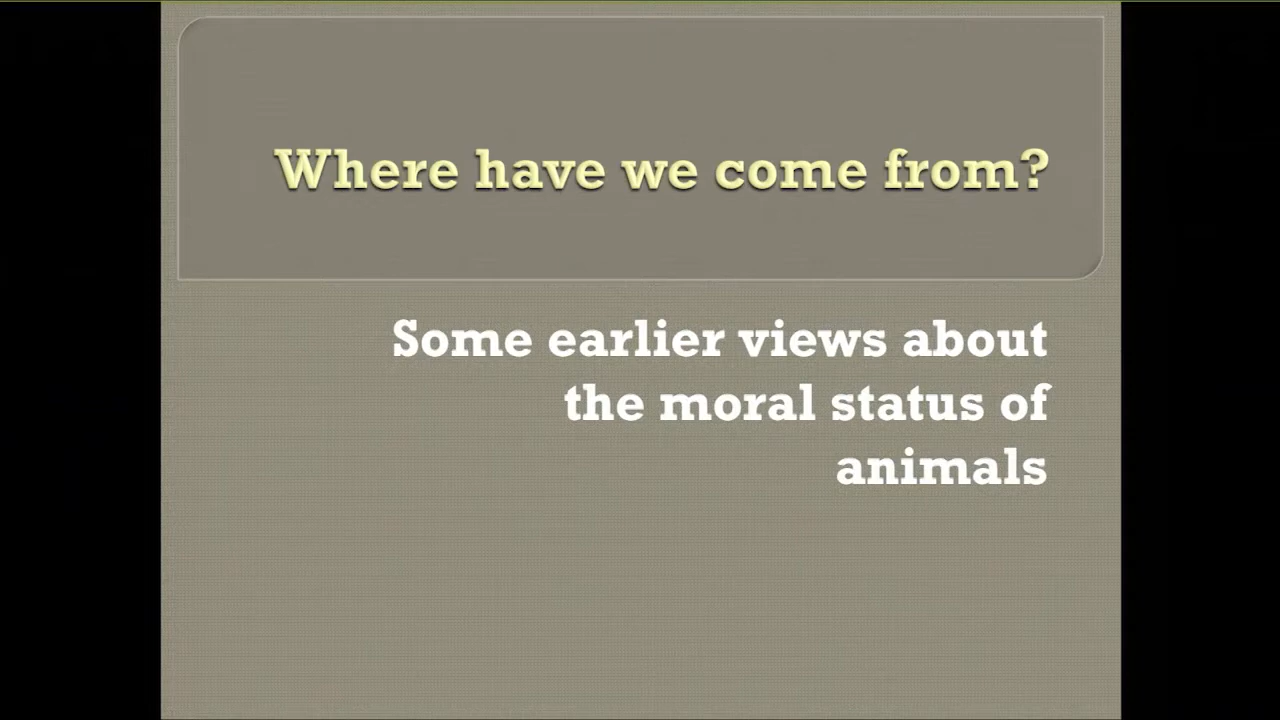 Where have we come from?
Some earlier views about
the moral status of
animals